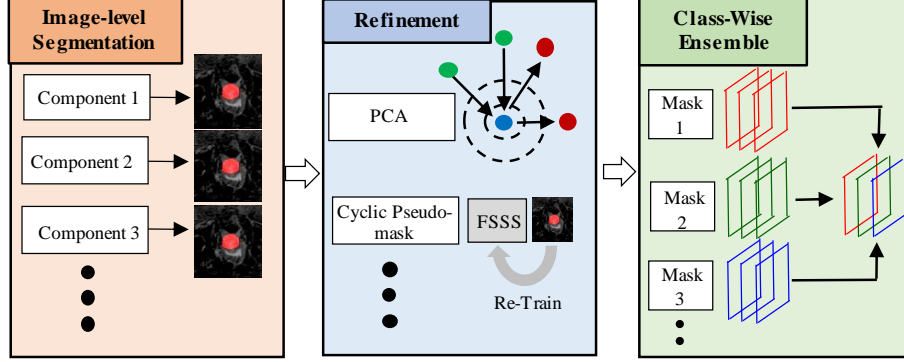 Image-level
Segmentation
Component 1
Component 2
Component 3
Refinement
PCA
Cyclic Pseudo-
mask
FSSS
Re-Train
Class-Wise
Ensemble
Mask
1
Mask
2
Mask
3